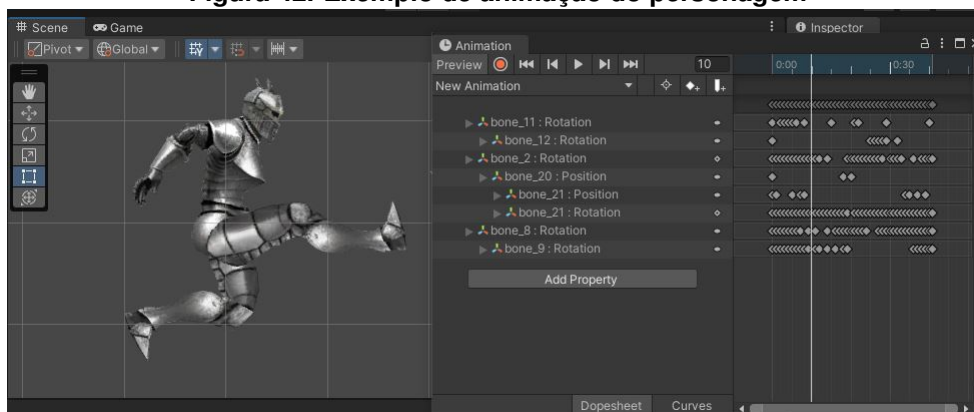 Figura 42: Exemplo de animação de personagem
Scene Game
Inspector
Pivot Global
Animation
Preview 10 0:00 0:30
New Animation
bone_11 : Rotation
bone_12 : Rotation
bone_2 : Rotation
bone_20 : Position
bone_21 : Position
bone_21 : Rotation
bone_8 : Rotation
bone_9 : Rotation
Add Property
Dopesheet Curves